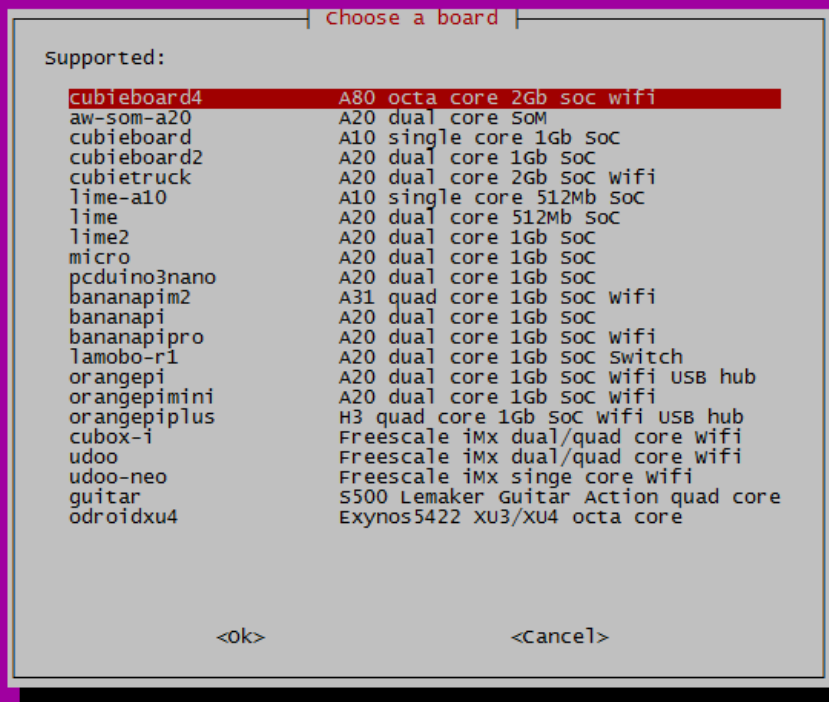 Choose a board
Supported:
cubieboard4 A80 octa core 2Gb soc wifi
aw-som-a20 A20 dual core SoM
cubieboard A10 single core 1Gb SoC
cubieboard2 A20 dual core 1Gb SoC
cubietruck A20 dual core 2Gb SoC Wifi
lime-a10 A10 single core 512Mb SoC
lime A20 dual core 512Mb SoC
lime2 A20 dual core 1Gb SoC
micro A20 dual core 1Gb SoC
pcduino3nano A20 dual core 1Gb SoC
bananapim2 A31 quad core 1Gb SoC Wifi
bananapi A20 dual core 1Gb SoC
bananapipro A20 dual core 1Gb SoC Wifi
lamobo-r1 A20 dual core 1Gb SoC Switch
orangepi A20 dual core 1Gb SoC Wifi USB hub
orangepimini A20 dual core 1Gb SoC Wifi
orangepiplus H3 quad core 1Gb SoC Wifi USB hub
cubox-i Freescale iMx dual/quad core Wifi
udoo Freescale iMx dual/quad core Wifi
udoo-neo Freescale iMx singe core Wifi
guitar S500 Lemaker Guitar Action quad core
odroidxu4 Exynos5422 XU3/XU4 octa core
<Ok> <Cancel>